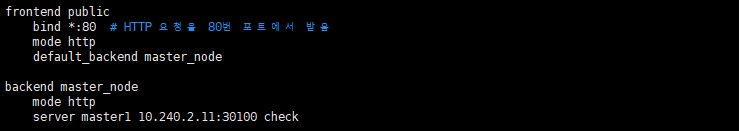 frontend public
    bind *:80  # HTTP 요청을 80번 포트에서 받음
    mode http
    default_backend master_node

backend master_node
    mode http
    server master1 10.240.2.11:30100 check